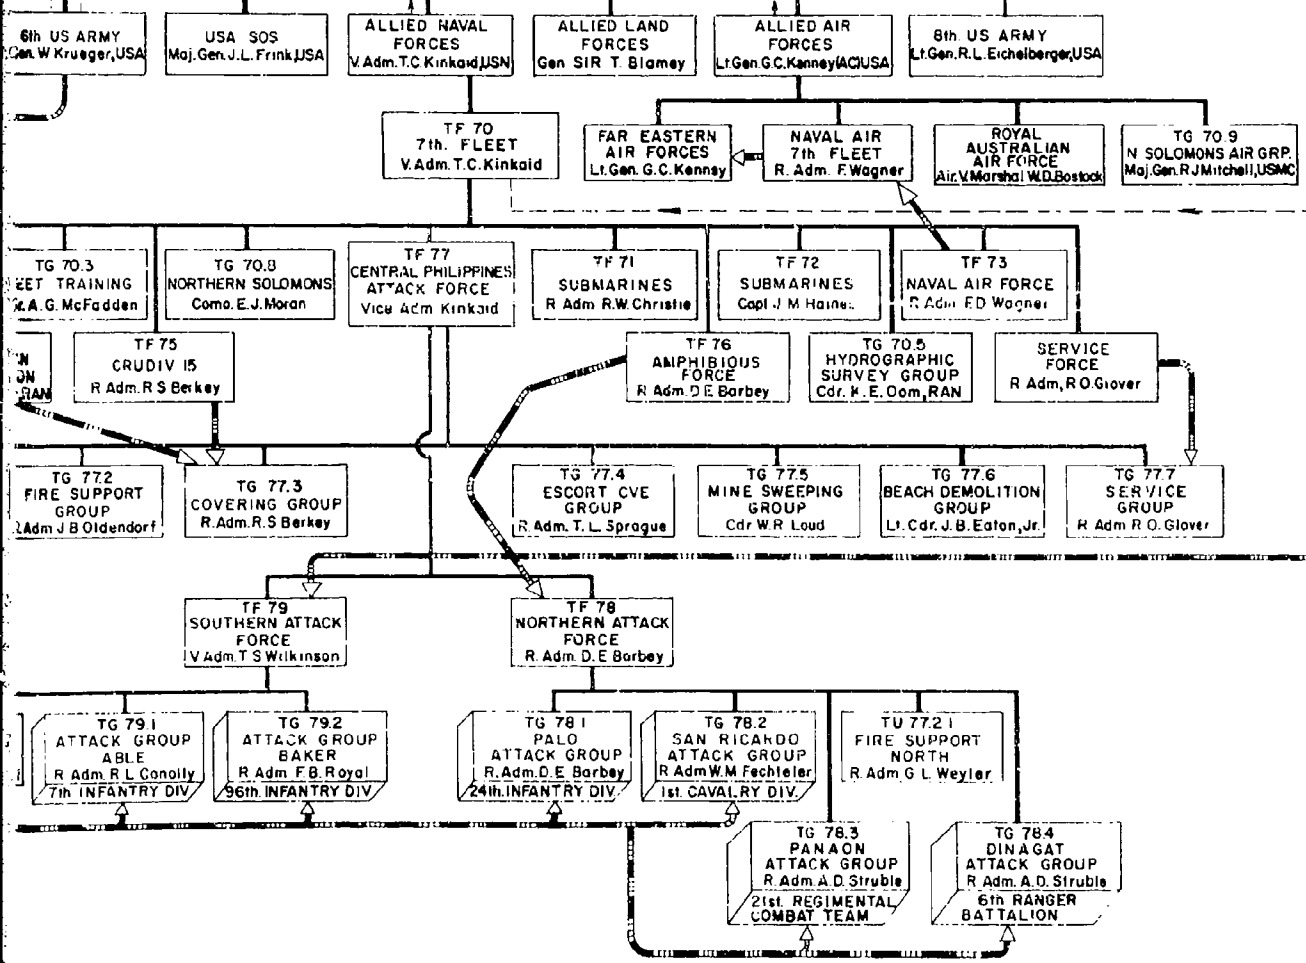 6th US ARMY
Gen. W Krueger, USA
USA SOS
Maj. Gen. J.L. Frink, USA
ALLIED NAVAL
FORCES
V. Adm. T.C. Kinkaid, USN
ALLIED LAND
FORCES
Gen SIR T. Blamey
ALLIED AIR
FORCES
Lt. Gen. G.C. Kenney (AC) USA
8th. US ARMY
Lt. Gen. R.L. Eichelberger, USA
TF 70
7th. FLEET
V. Adm. T.C. Kinkaid
FAR EASTERN
AIR FORCES
Lt. Gen. G.C. Kenney
NAVAL AIR
7th FLEET
R. Adm. F. Wagner
ROYAL
AUSTRALIAN
AIR FORCE
Air. V. Marshal W.D. Bostock
TG 70.9
N SOLOMONS AIR GRP.
Maj. Gen. R J Mitchell, USMC
TG 70.3
EET TRAINING
A. G. McFadden
TG 70.8
NORTHERN SOLOMONS
Como. E.J. Moran
TF 77
CENTRAL PHILIPPINES
ATTACK FORCE
Vice Adm Kinkaid
TF 71
SUBMARINES
R Adm R.W. Christie
TF 72
SUBMARINES
Capt J M Haines
TF 73
NAVAL AIR FORCE
R Adm F D Wagner
ON
RAN
TF 75
CRUDIV 15
R Adm. R S Berkey
TF 76
AMPHIBIOUS
FORCE
R Adm. D E Barbey
TG 70.5
HYDROGRAPHIC
SURVEY GROUP
Cdr. K. E. Oom, RAN
SERVICE
FORCE
R Adm, R O. Glover
TG 77.2
FIRE SUPPORT
GROUP
R Adm J B Oldendorf
TG 77.3
COVERING GROUP
R. Adm. R.S Berkey
TG 77.4
ESCORT CVE
GROUP
R. Adm. T. L. Sprague
TG 77.5
MINE SWEEPING
GROUP
Cdr W. R Loud
TG 77.6
BEACH DEMOLITION
GROUP
Lt. Cdr. J. B. Eaton, Jr.
TG 77.7
SERVICE
GROUP
R Adm R O. Glover
TF 79
SOUTHERN ATTACK
FORCE
V Adm. T S Wilkinson
TF 78
NORTHERN ATTACK
FORCE
R. Adm. D. E Barbey
TG 79.1
ATTACK GROUP
ABLE
R Adm. R L Conolly
7th INFANTRY DIV.
TG 79.2
ATTACK GROUP
BAKER
R Adm F. B. Royal
96th. INFANTRY DIV.
TG 78.1
PALO
ATTACK GROUP
R. Adm. D. E Barbey
24th. INFANTRY DIV.
TG 78.2
SAN RICARDO
ATTACK GROUP
R Adm W. M Fechteler
1st. CAVALRY DIV.
TU 77.2.1
FIRE SUPPORT
NORTH
R. Adm. G L. Weyler
TG 78.3
PANAON
ATTACK GROUP
R. Adm. A. D. Struble
21st. REGIMENTAL
COMBAT TEAM
TG 78.4
DINAGAT
ATTACK GROUP
R Adm. A. D. Struble
6th RANGER
BATTALION